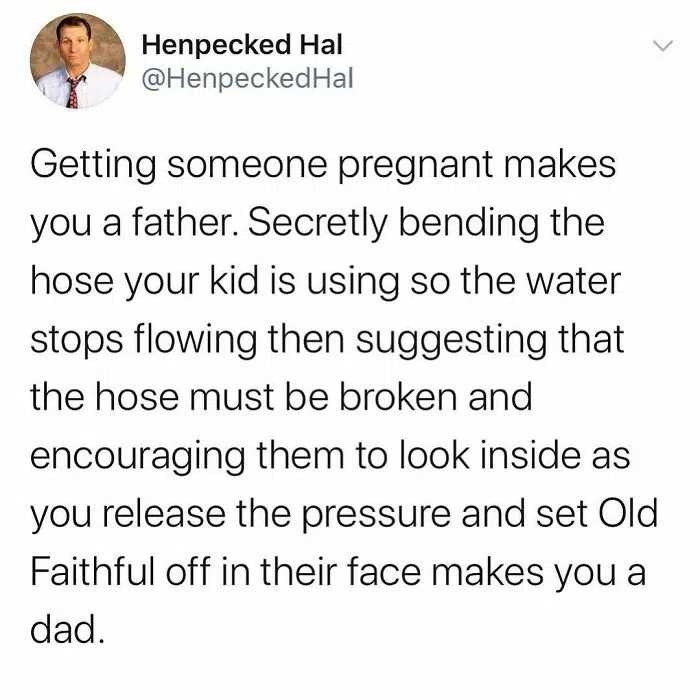 Henpecked Hal
@HenpeckedHal
Getting someone pregnant makes
you a father. Secretly bending the
hose your kid is using so the water
stops flowing then suggesting that
the hose must be broken and
encouraging them to look inside as
you release the pressure and set Old
Faithful off in their face makes you a
dad.